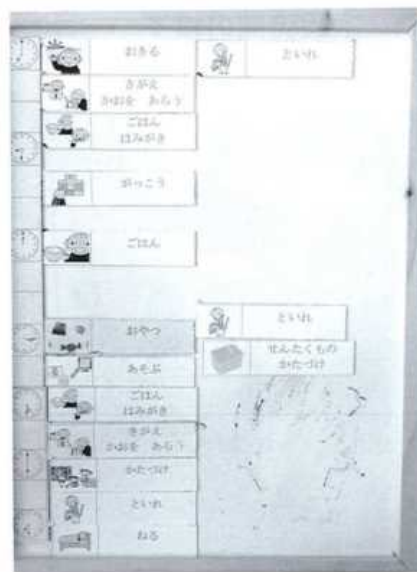 おきる
といれ
きがえ
かおを あらう
ごはん
はみがき
がっこう
ごはん
といれ
おやつ
せんたくもの
かたづけ
あそぶ
ごはん
はみがき
きがえ
かおを あらう
かたづけ
といれ
ねる